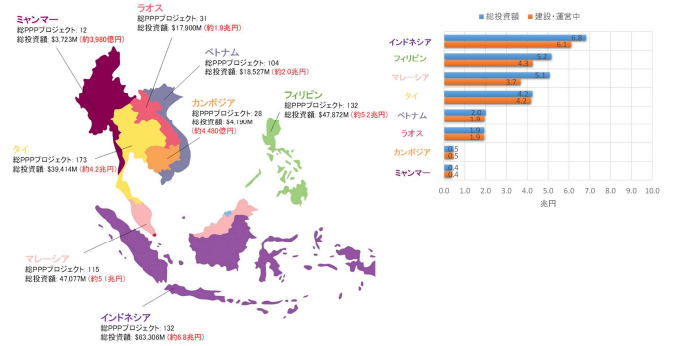 ミャンマー
総PPPプロジェクト: 12
総投資額: $3,723M (約3,980億円)
ラオス
総PPPプロジェクト: 31
総投資額: $17,900M (約1.9兆円)
ベトナム
総PPPプロジェクト: 104
総投資額: $18,527M (約2.0兆円)
カンボジア
総PPPプロジェクト: 28
総投資額: $4,190M
(約4,480億円)
フィリピン
総PPPプロジェクト: 132
総投資額: $47,872M (約5.2兆円)
タイ
総PPPプロジェクト: 173
総投資額: $39,414M (約4.2兆円)
マレーシア
総PPPプロジェクト: 115
総投資額: 47,077M (約5.1兆円)
インドネシア
総PPPプロジェクト: 132
総投資額: $63,306M (約6.8兆円)
総投資額 建設・運営中
インドネシア 6.8 6.1
フィリピン 5.2 4.3
マレーシア 5.1 3.7
タイ 4.2 4.2
ベトナム 2.0 1.9
ラオス 1.9 1.9
カンボジア 0.5 0.5
ミャンマー 0.4 0.4
0.0 1.0 2.0 3.0 4.0 5.0 6.0 7.0 8.0 9.0 10.0
兆円